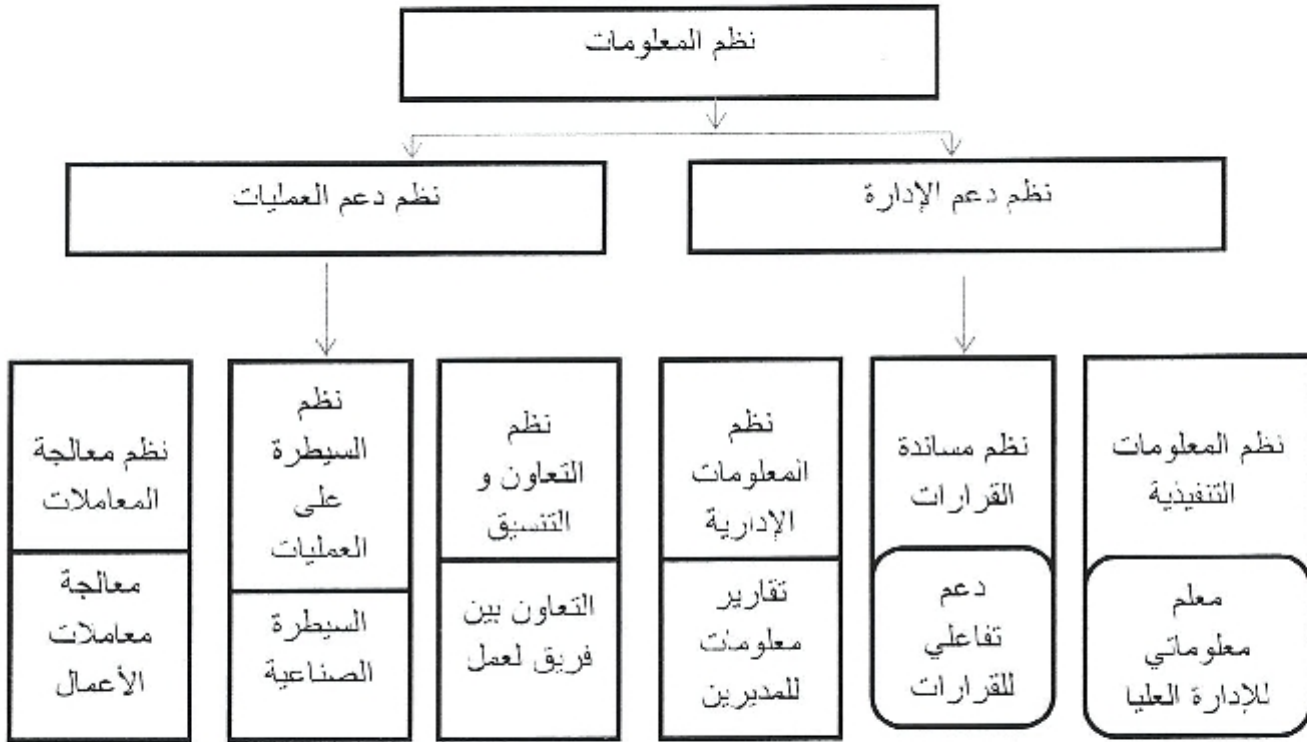 نظم المعلومات
نظم دعم الإدارة
نظم دعم العمليات
نظم المعلومات
التنفيذية
معلم
معلوماتي
للإدارة العليا
نظم مساندة
القرارات
دعم
تفاعلي
للقرارات
نظم
المعلومات
الإدارية
تقارير
معلومات
للمديرين
نظم
التعاون و
التنسيق
التعاون بين
فريق لعمل
نظم
السيطرة
على
العمليات
السيطرة
الصناعية
نظم معالجة
المعاملات
معالجة
معاملات
الأعمال